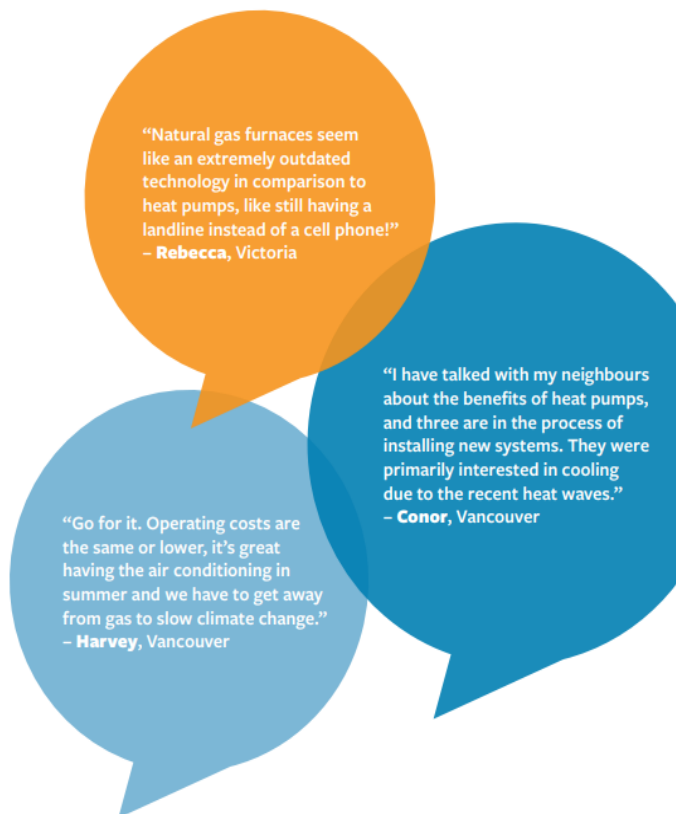 “Natural gas furnaces seem
like an extremely outdated
technology in comparison to
heat pumps, like still having a
landline instead of a cell phone!”
– Rebecca, Victoria
“I have talked with my neighbours
about the benefits of heat pumps,
and three are in the process of
installing new systems. They were
primarily interested in cooling
due to the recent heat waves.”
– Conor, Vancouver
“Go for it. Operating costs are
the same or lower, it’s great
having the air conditioning in
summer and we have to get away
from gas to slow climate change.”
– Harvey, Vancouver